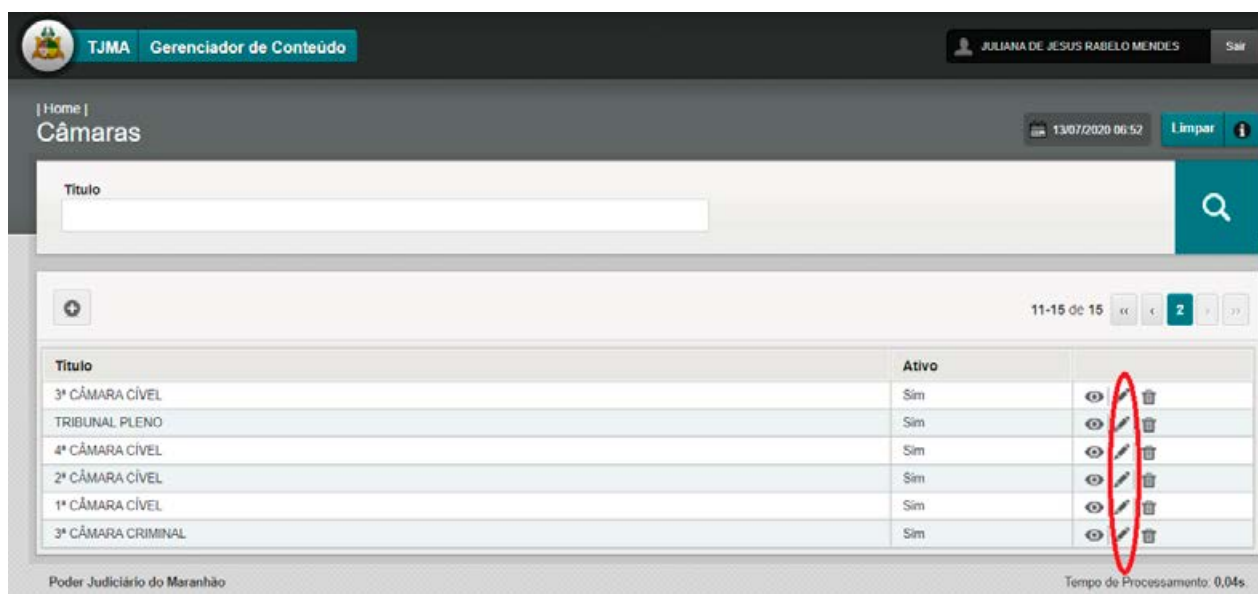 TJMA Gerenciador de Conteúdo
JULIANA DE JESUS RABELO MENDES Sair
| Home |
Câmaras
13/07/2020 06:52 Limpar
Título
11-15 de 15 ‹‹ ‹ 2 › ››
Título Ativo
3ª CÂMARA CÍVEL Sim
TRIBUNAL PLENO Sim
4ª CÂMARA CÍVEL Sim
2ª CÂMARA CÍVEL Sim
1ª CÂMARA CÍVEL Sim
3ª CÂMARA CRIMINAL Sim
Poder Judiciário do Maranhão Tempo de Processamento: 0,04s